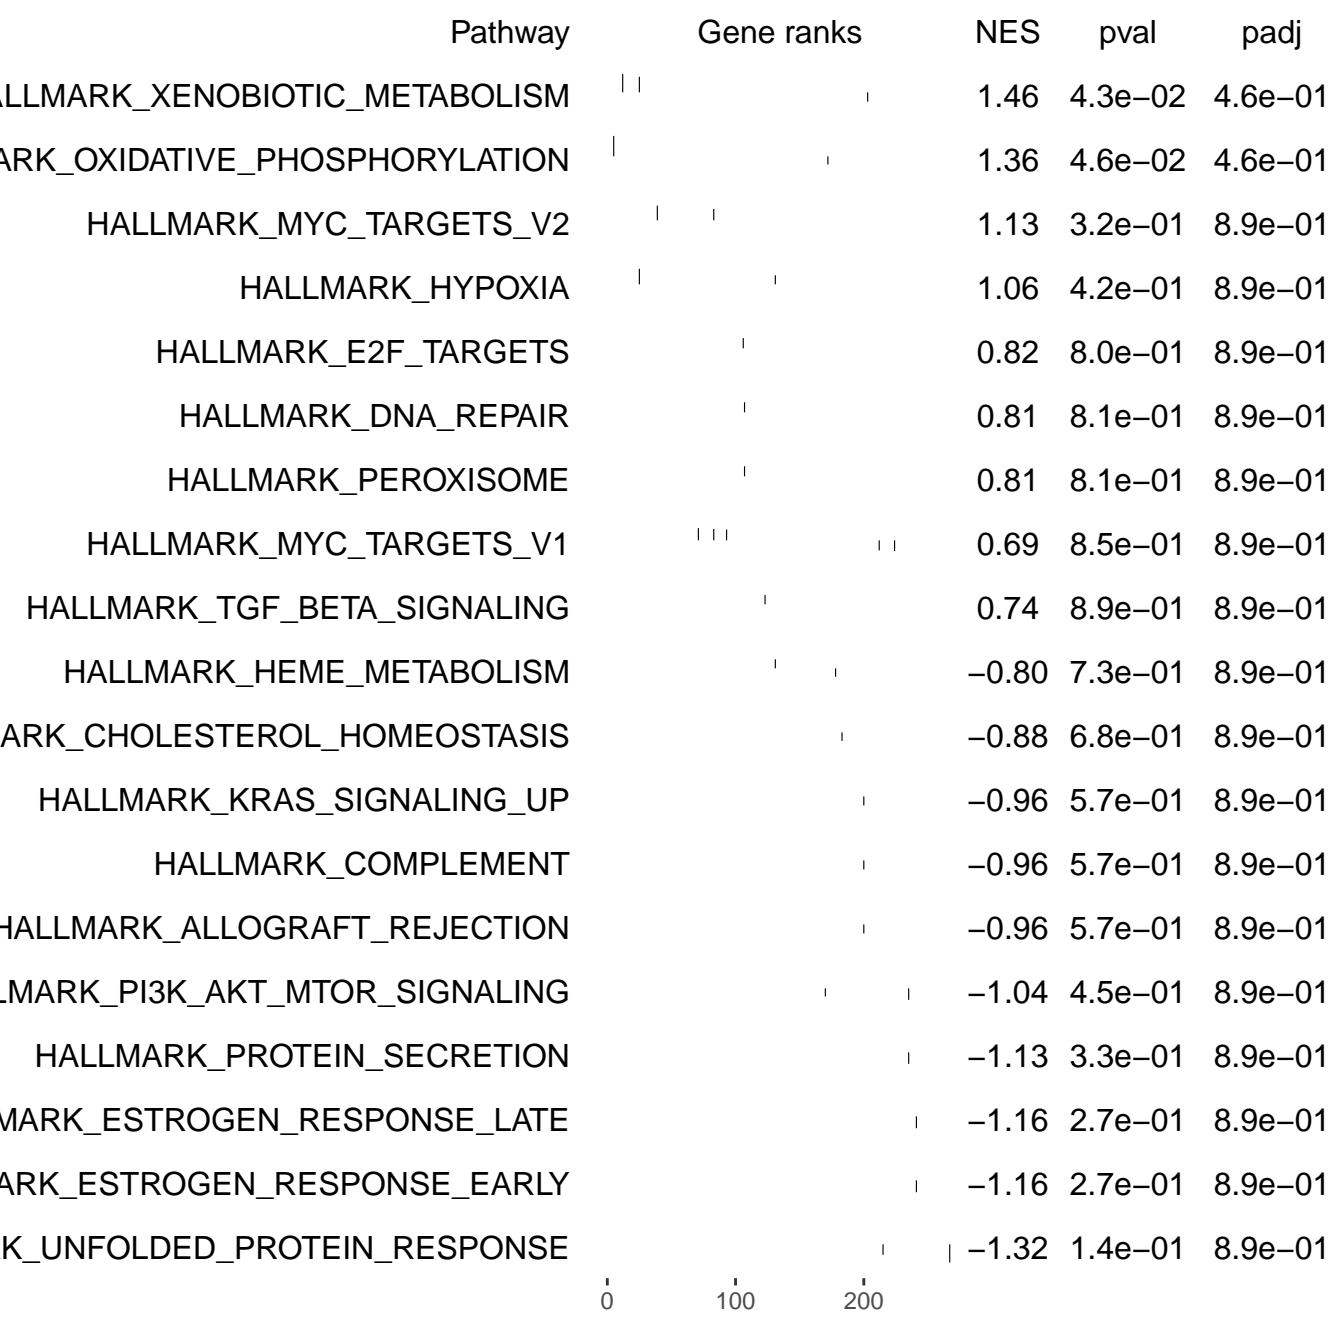 Pathway Gene ranks NES pval padj
ALLMARK_XENOBIOTIC_METABOLISM 1.46 4.3e−02 4.6e−01
ARK_OXIDATIVE_PHOSPHORYLATION 1.36 4.6e−02 4.6e−01
HALLMARK_MYC_TARGETS_V2 1.13 3.2e−01 8.9e−01
HALLMARK_HYPOXIA 1.06 4.2e−01 8.9e−01
HALLMARK_E2F_TARGETS 0.82 8.0e−01 8.9e−01
HALLMARK_DNA_REPAIR 0.81 8.1e−01 8.9e−01
HALLMARK_PEROXISOME 0.81 8.1e−01 8.9e−01
HALLMARK_MYC_TARGETS_V1 0.69 8.5e−01 8.9e−01
HALLMARK_TGF_BETA_SIGNALING 0.74 8.9e−01 8.9e−01
HALLMARK_HEME_METABOLISM −0.80 7.3e−01 8.9e−01
ARK_CHOLESTEROL_HOMEOSTASIS −0.88 6.8e−01 8.9e−01
HALLMARK_KRAS_SIGNALING_UP −0.96 5.7e−01 8.9e−01
HALLMARK_COMPLEMENT −0.96 5.7e−01 8.9e−01
HALLMARK_ALLOGRAFT_REJECTION −0.96 5.7e−01 8.9e−01
LMARK_PI3K_AKT_MTOR_SIGNALING −1.04 4.5e−01 8.9e−01
HALLMARK_PROTEIN_SECRETION −1.13 3.3e−01 8.9e−01
MARK_ESTROGEN_RESPONSE_LATE −1.16 2.7e−01 8.9e−01
ARK_ESTROGEN_RESPONSE_EARLY −1.16 2.7e−01 8.9e−01
K_UNFOLDED_PROTEIN_RESPONSE −1.32 1.4e−01 8.9e−01
0 100 200